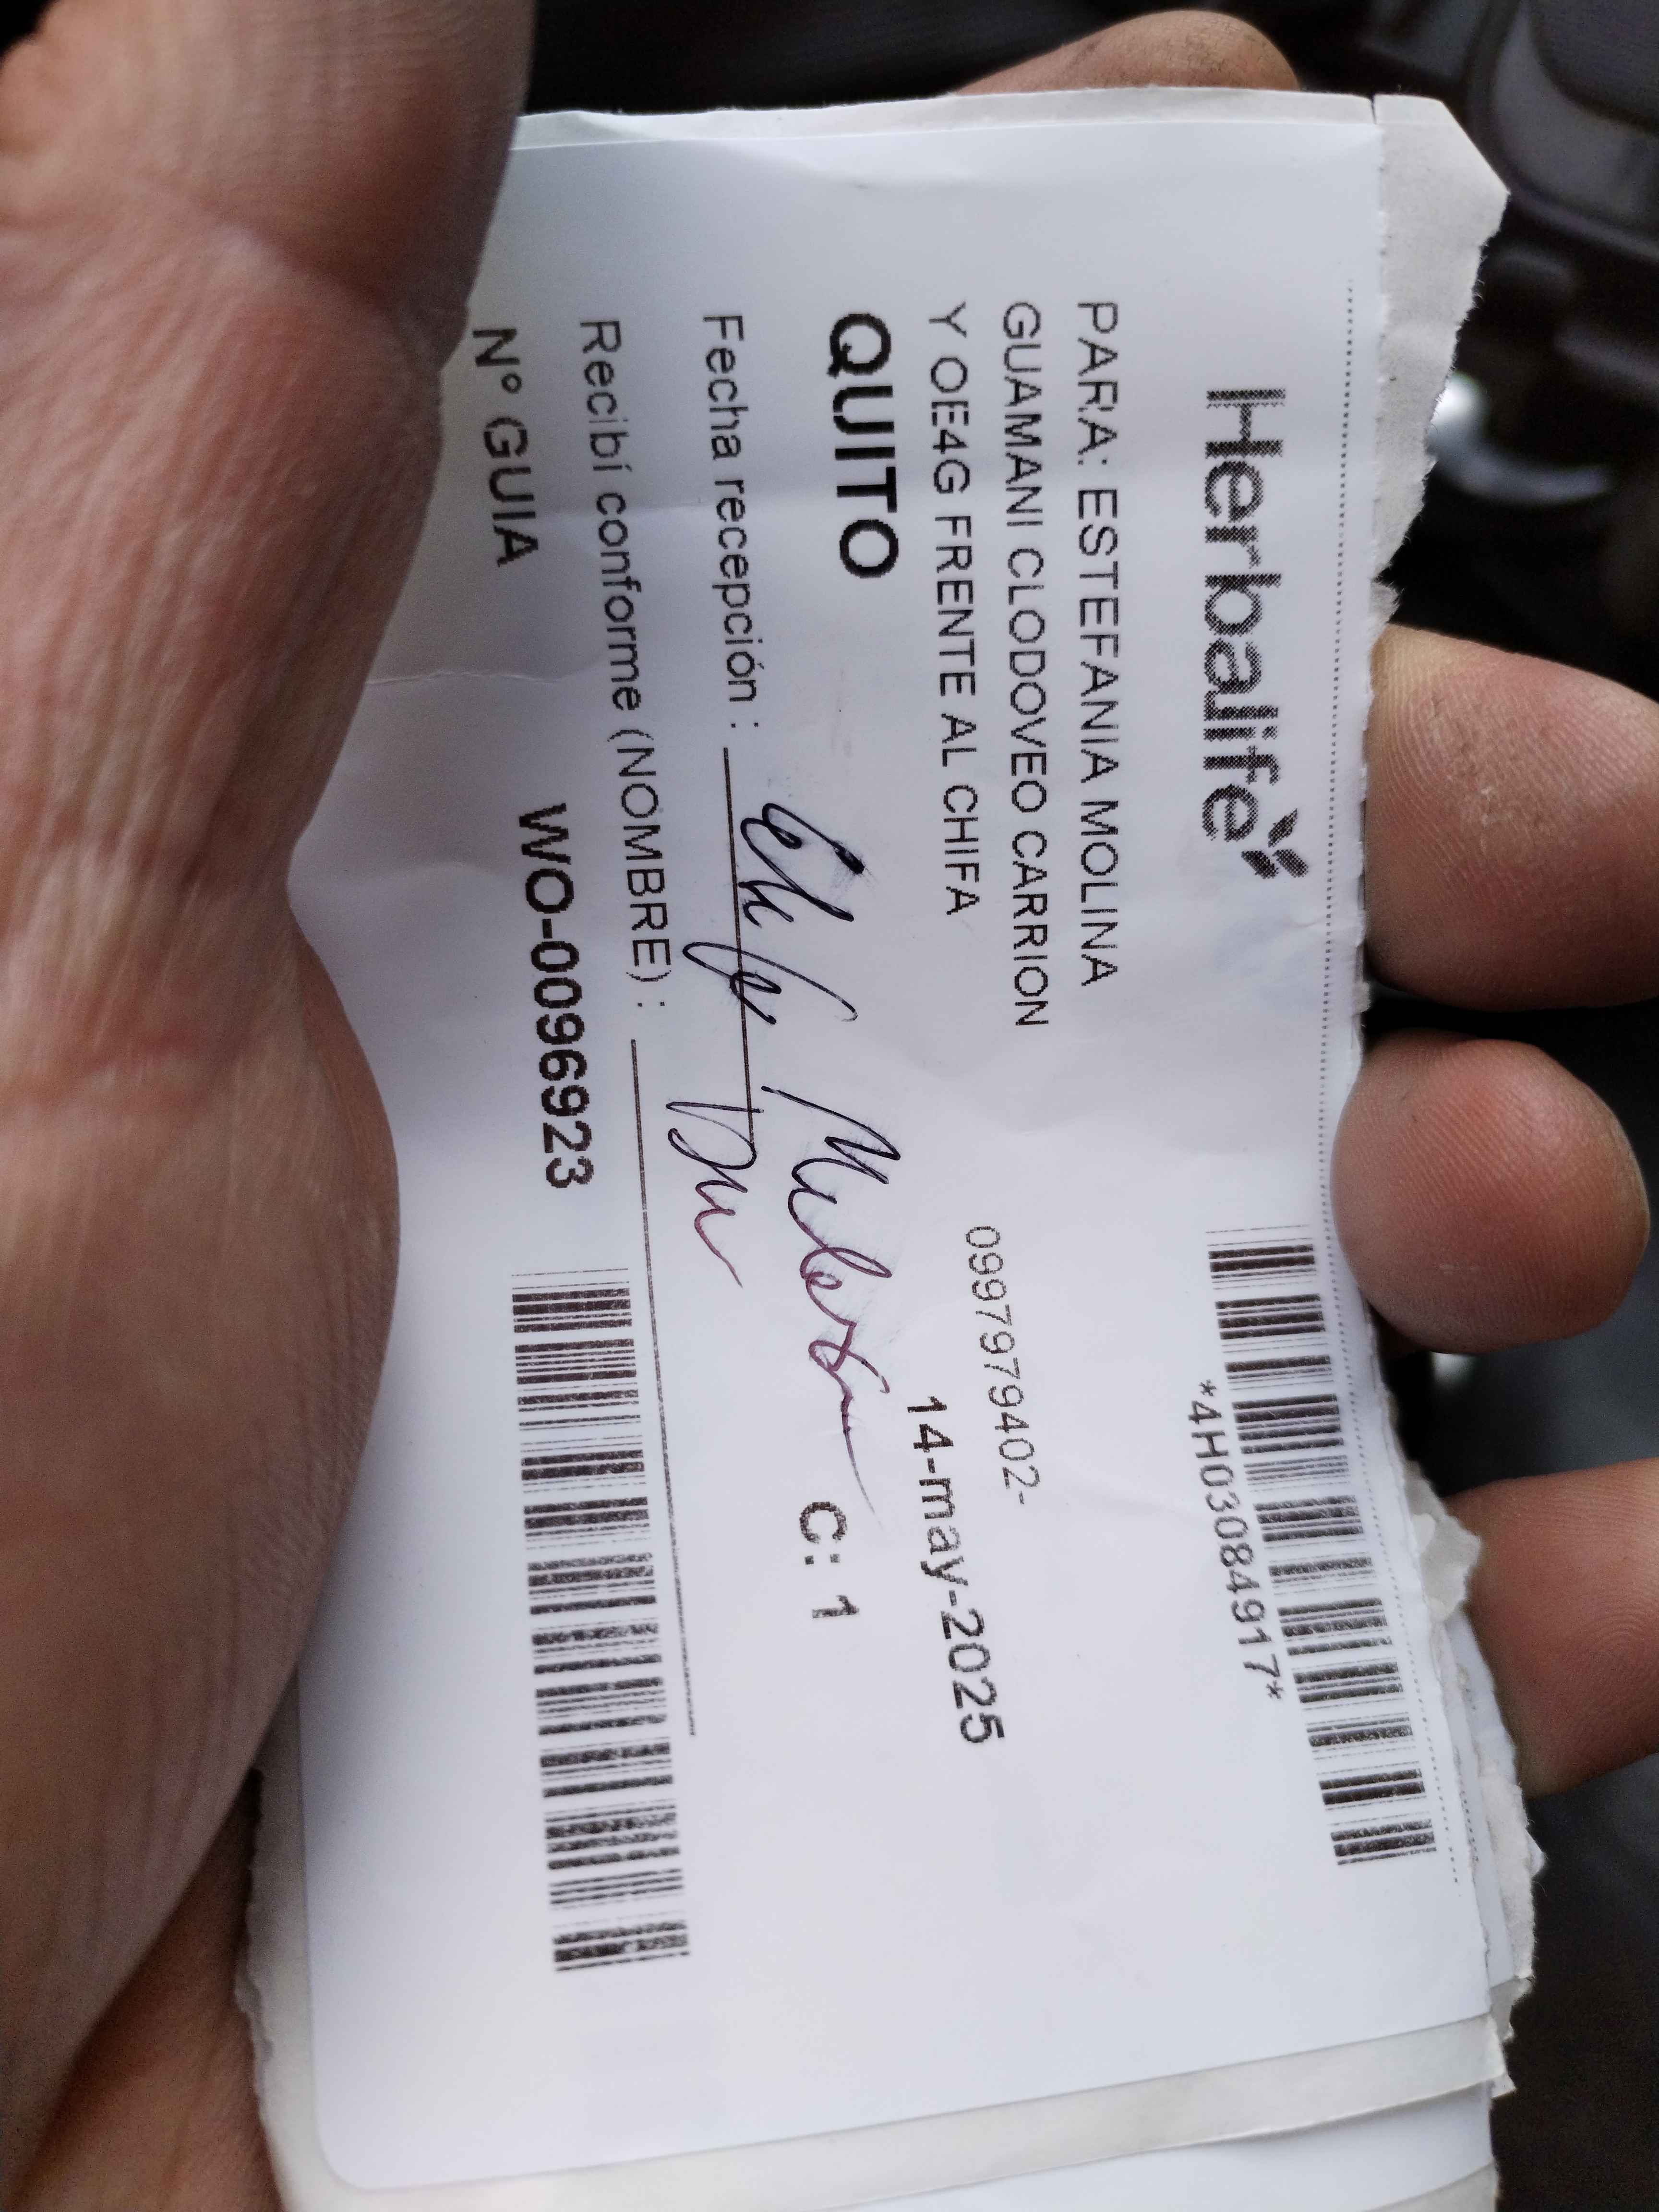 Herbalife
*4H03084917*
PARA: ESTEFANIA MOLINA
GUAMANI CLODOVEO CARRION
Y OE4G FRENTE AL CHIFA
0997979402-
QUITO
14-may-2025
C: 1
Fecha recepción :
Recibí conforme (NOMBRE) :
N° GUIA
WO-0096923